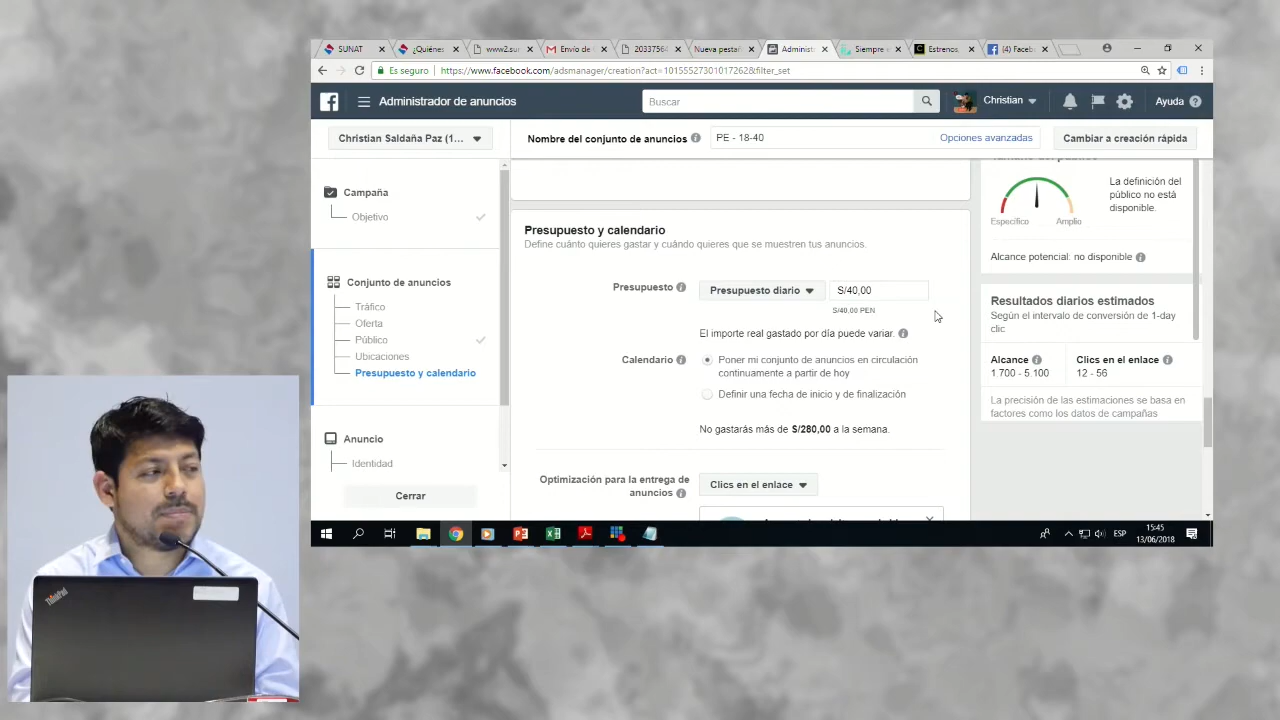 SUNAT
¿Quiénes
www2.sur
Envío de
20337564
Nueva pestañ
Administ
Siempre e
Estrenos
(4) Faceb
Es seguro
https://www.facebook.com/adsmanager/creation?act=10155527301017262&filter_set
Administrador de anuncios
Buscar
Christian
Ayuda
Christian Saldaña Paz (1...
Nombre del conjunto de anuncios
PE - 18-40
Opciones avanzadas
Cambiar a creación rápida
Campaña
Objetivo
Conjunto de anuncios
Tráfico
Oferta
Público
Ubicaciones
Presupuesto y calendario
Anuncio
Identidad
Cerrar
Presupuesto y calendario
Define cuánto quieres gastar y cuándo quieres que se muestren tus anuncios.
Presupuesto
Presupuesto diario
S/40,00
S/40,00 PEN
El importe real gastado por día puede variar.
Calendario
Poner mi conjunto de anuncios en circulación
continuamente a partir de hoy
Definir una fecha de inicio y de finalización
No gastarás más de S/280,00 a la semana.
Optimización para la entrega de
anuncios
Clics en el enlace
La definición del
público no está
disponible.
Específico
Amplio
Alcance potencial: no disponible
Resultados diarios estimados
Según el intervalo de conversión de 1-day
clic
Alcance
1 700 - 5.100
Clics en el enlace
12 - 56
La precisión de las estimaciones se basa en
factores como los datos de campañas
ESP
15:45
13/06/2018
ThinkPad